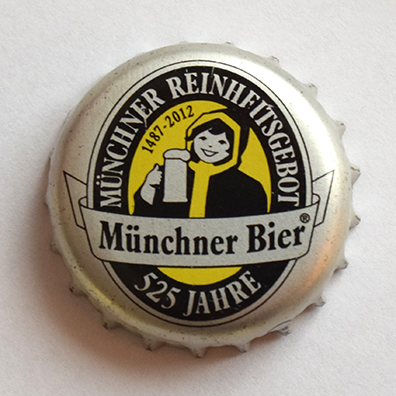 MÜNCHNER REINHEITSGEBOT
1487-2012
Münchner Bier®
525 JAHRE